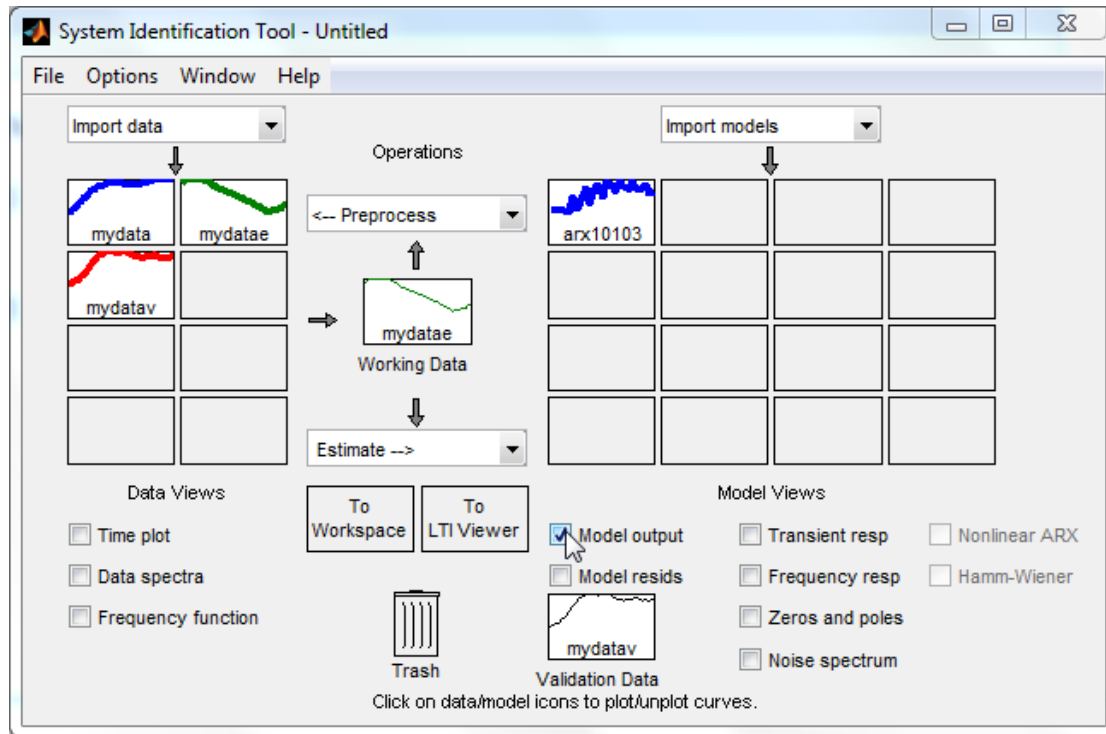 System Identification Tool - Untitled
File Options Window Help
Import data
Import models
Operations
mydata
mydatae
<-- Preprocess
arx10103
mydatav
mydatae
Working Data
Estimate -->
Data Views
Model Views
To
Workspace
To
LTI Viewer
Time plot
Data spectra
Frequency function
Model output
Transient resp
Nonlinear ARX
Model resids
Frequency resp
Hamm-Wiener
Zeros and poles
Noise spectrum
Trash
mydatav
Validation Data
Click on data/model icons to plot/unplot curves.